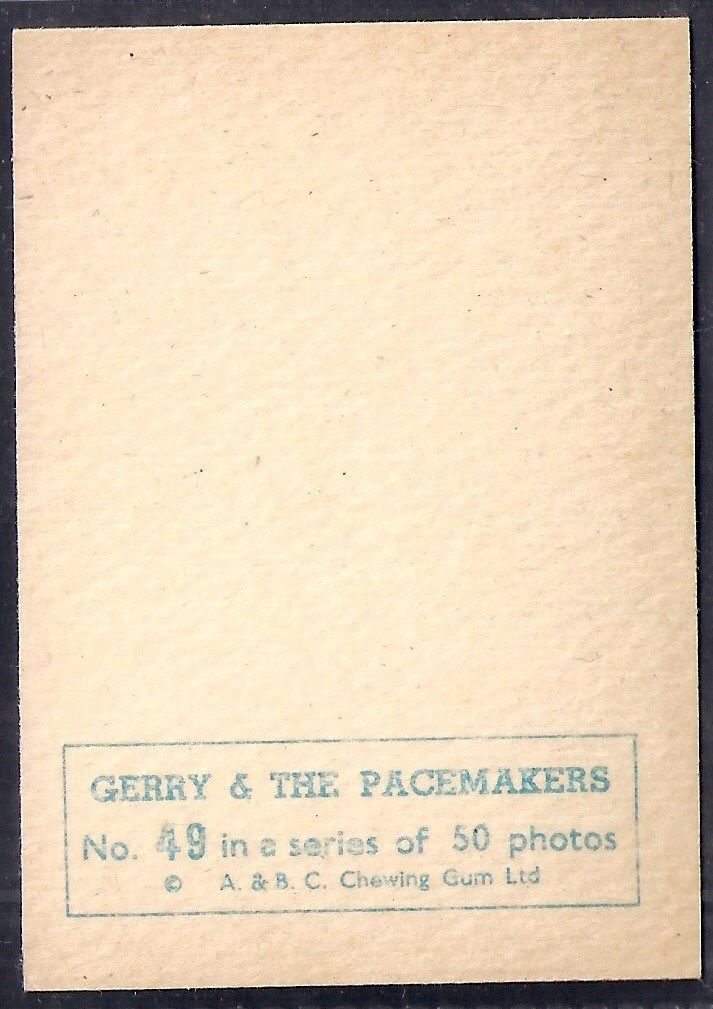 GERRY & THE PACEMAKERS
No. 49 in a series of 50 photos
© A. & B. C. Chewing Gum Ltd